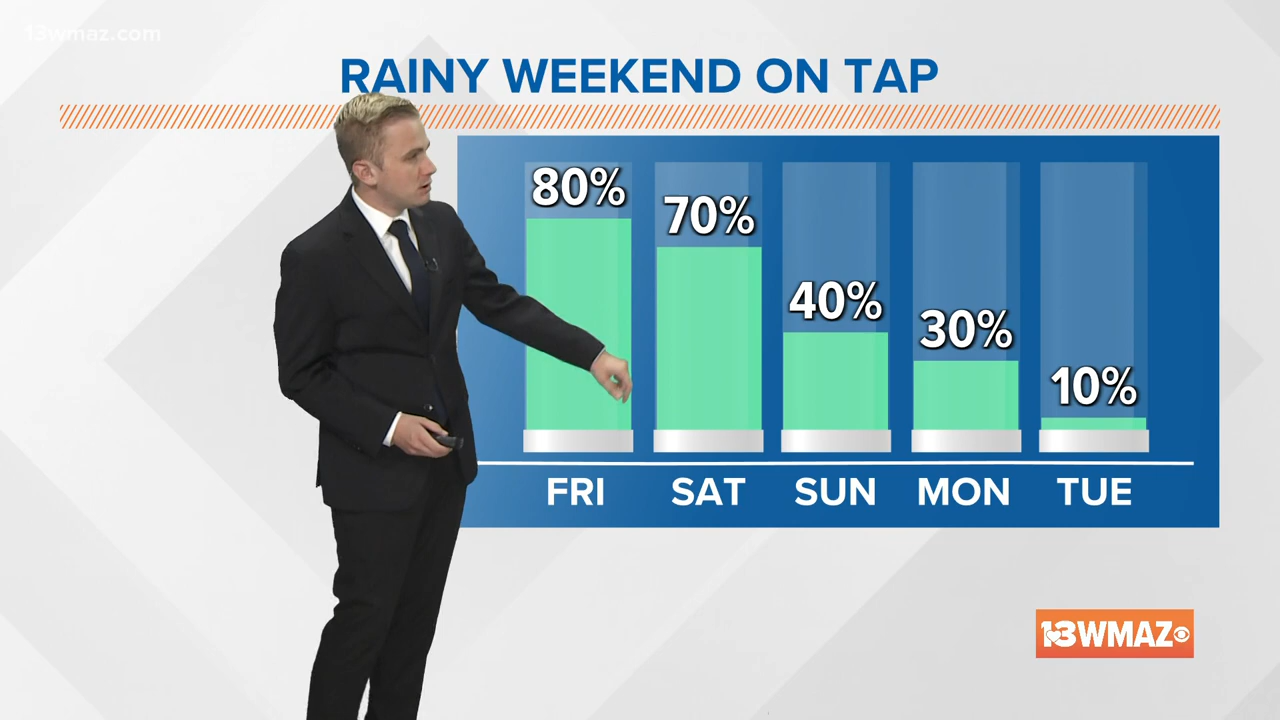 13wmaz.com
RAINY WEEKEND ON TAP
80%
70%
40%
30%
10%
FRI
SAT
SUN
MON
TUE
13WMAZ